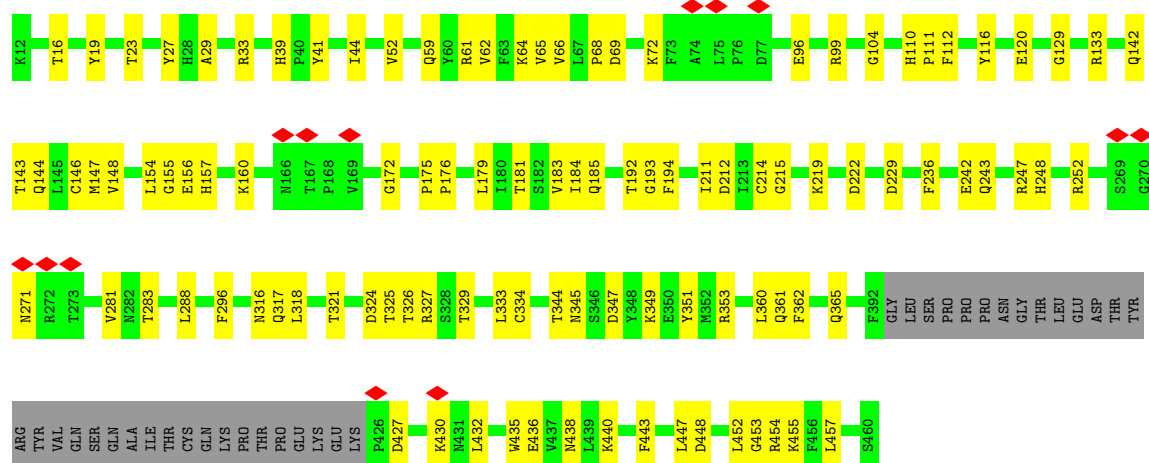 K12 T16 Y19 T23 Y27 H28 A29 R33 H39 P40 Y41 I44 V52 Q59 Y60 R61 V62 F63 K64 V65 V66 L67 P68 D69 K72 F73 A74 L75 P76 D77 E96 R99 G104 H110 P111 F112 Y116 E120 G129 R133 Q142
T143 Q144 L145 C146 M147 V148 L154 G155 E156 H157 K160 N166 T167 P168 V169 G172 P175 P176 L179 I180 T181 S182 V183 I184 Q185 T192 G193 F194 I211 D212 I213 C214 G215 K219 D222 D229 F236 E242 Q243 R247 H248 R252 S269 G270
N271 R272 T273 V281 N282 T283 L288 F296 N316 Q317 L318 T321 D324 T325 T326 R327 S328 T329 L333 C334 T344 N345 S346 D347 Y348 K349 E350 Y351 M352 R353 L360 Q361 F362 Q365 F392 GLY LEU SER PRO PRO PRO ASN GLY THR LEU GLU ASP THR TYR
ARG TYR VAL GLN SER GLN ALA ILE THR CYS GLN LYS PRO THR PRO GLU LYS GLU LYS P426 D427 K430 N431 L432 W435 E436 V437 N438 L439 K440 F443 L447 D448 L452 G453 R454 K455 F456 L457 S460